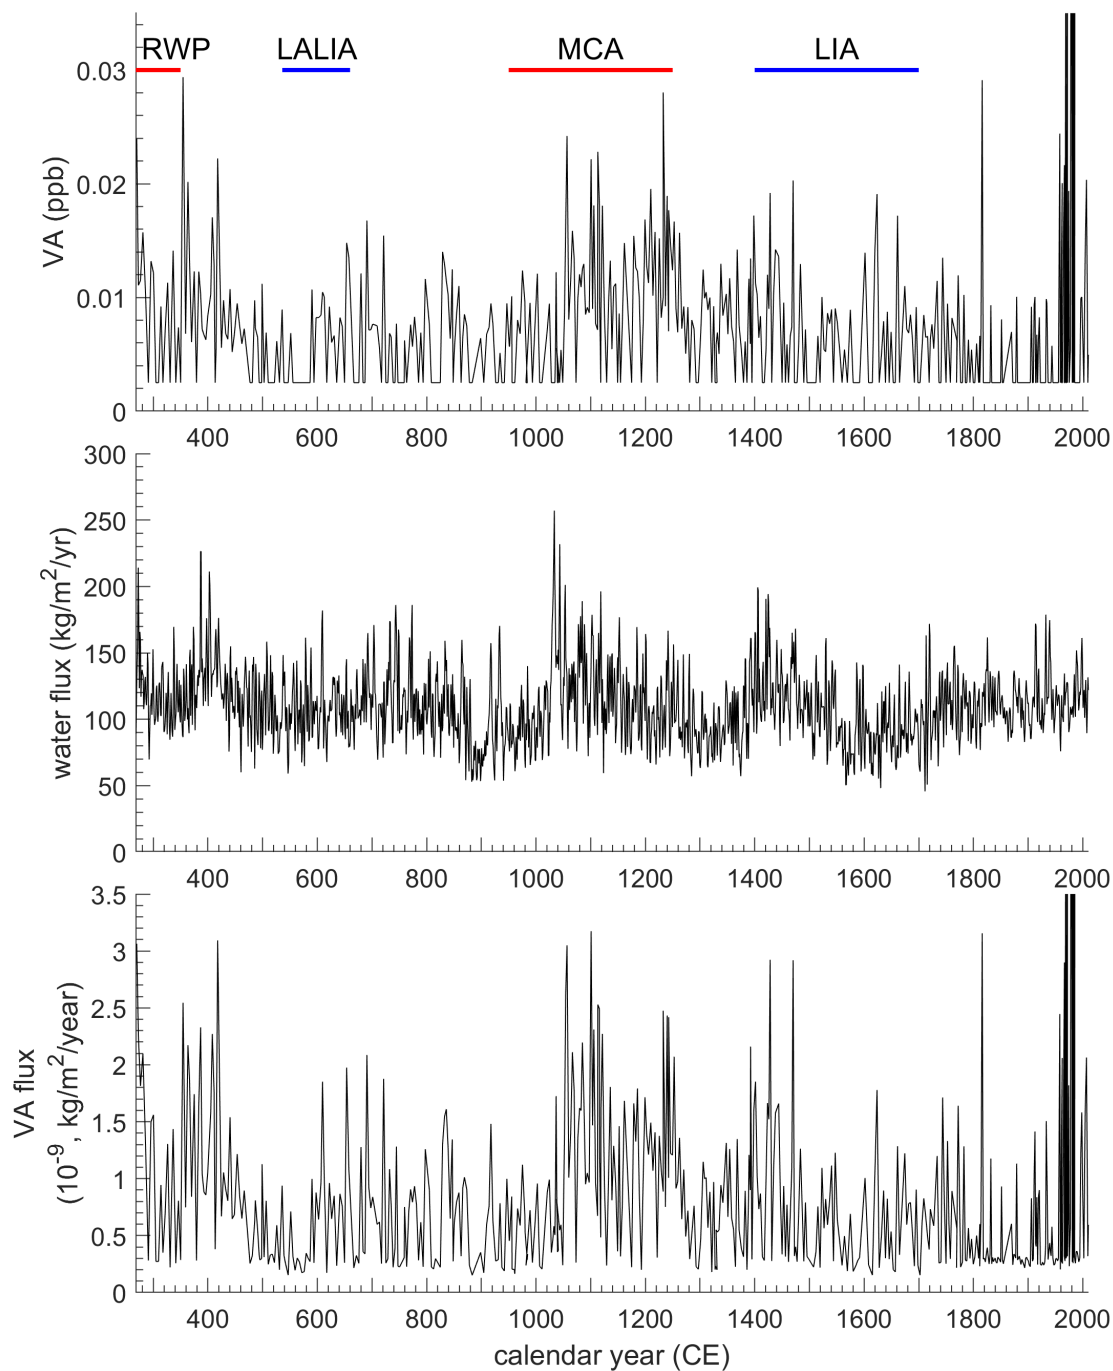 RWP LALIA MCA LIA
0.03
0.02
0.01
0
VA (ppb)
400 600 800 1000 1200 1400 1600 1800 2000
300
250
200
150
100
50
0
water flux (kg/m²/yr)
400 600 800 1000 1200 1400 1600 1800 2000
3.5
3
2.5
2
1.5
1
0.5
0
VA flux
(10⁻⁹, kg/m²/year)
400 600 800 1000 1200 1400 1600 1800 2000
calendar year (CE)